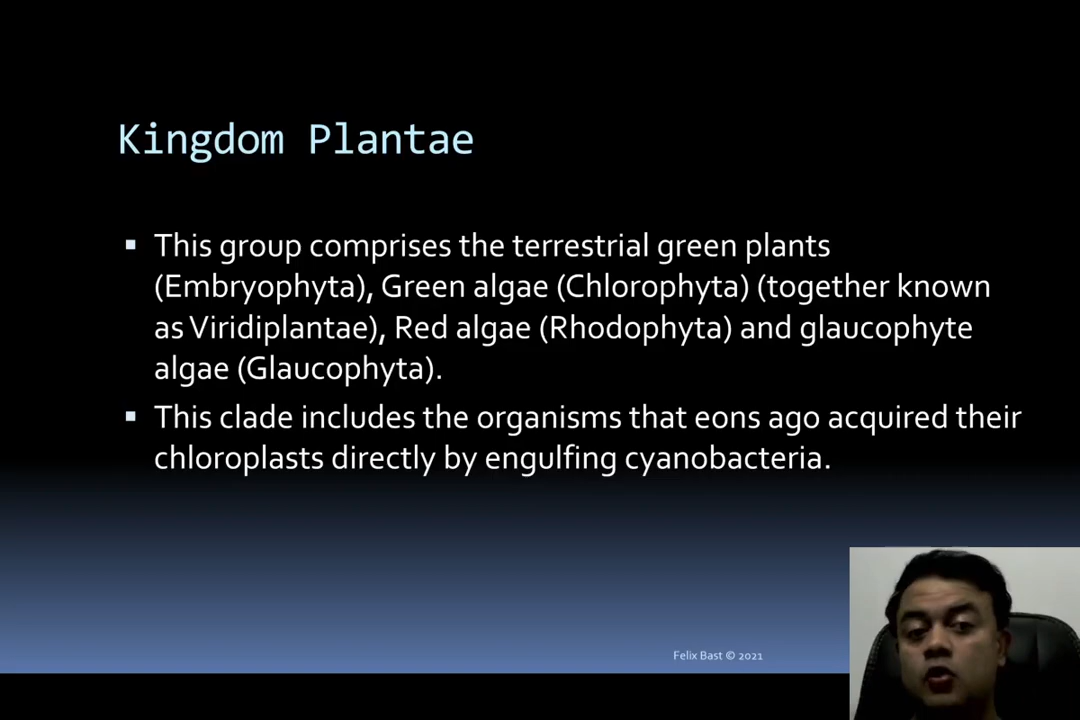 Kingdom Plantae
▪ This group comprises the terrestrial green plants
(Embryophyta), Green algae (Chlorophyta) (together known
as Viridiplantae), Red algae (Rhodophyta) and glaucophyte
algae (Glaucophyta).
▪ This clade includes the organisms that eons ago acquired their
chloroplasts directly by engulfing cyanobacteria.
Felix Bast © 2021